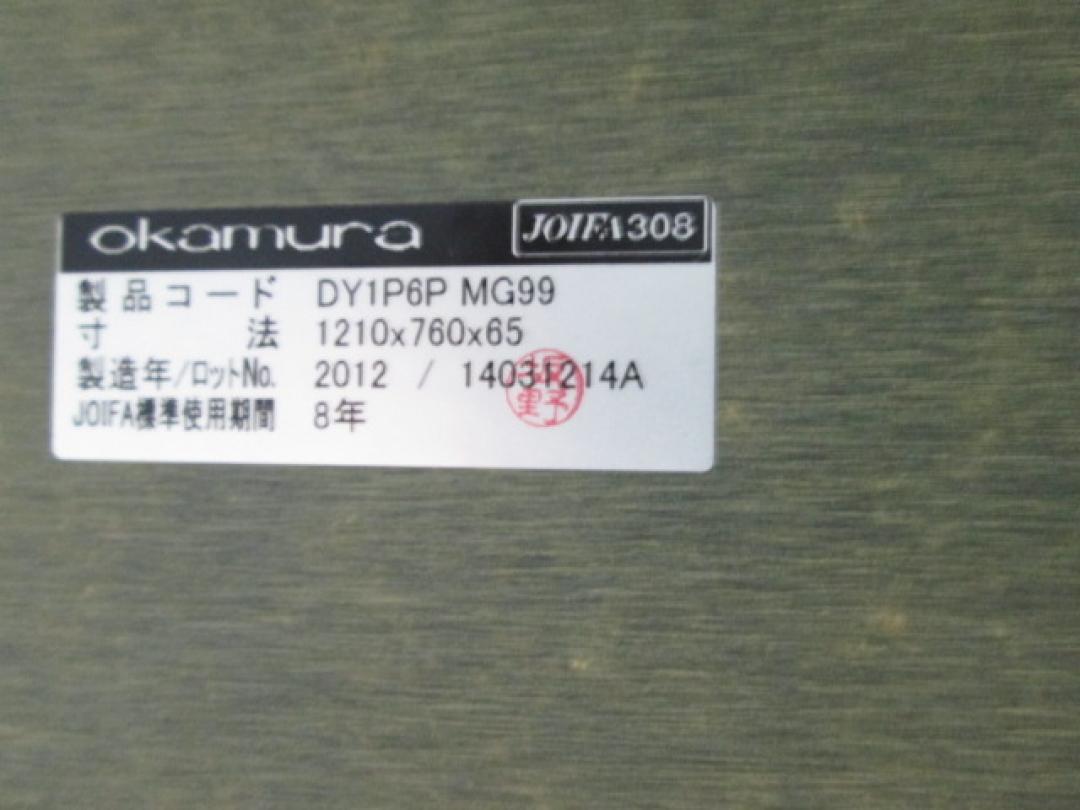 okamura JOIFA308
製品コード DY1P6P MG99
寸法 1210x760x65
製造年/ロットNo. 2012 / 14031214A
JOIFA標準使用期間 8年